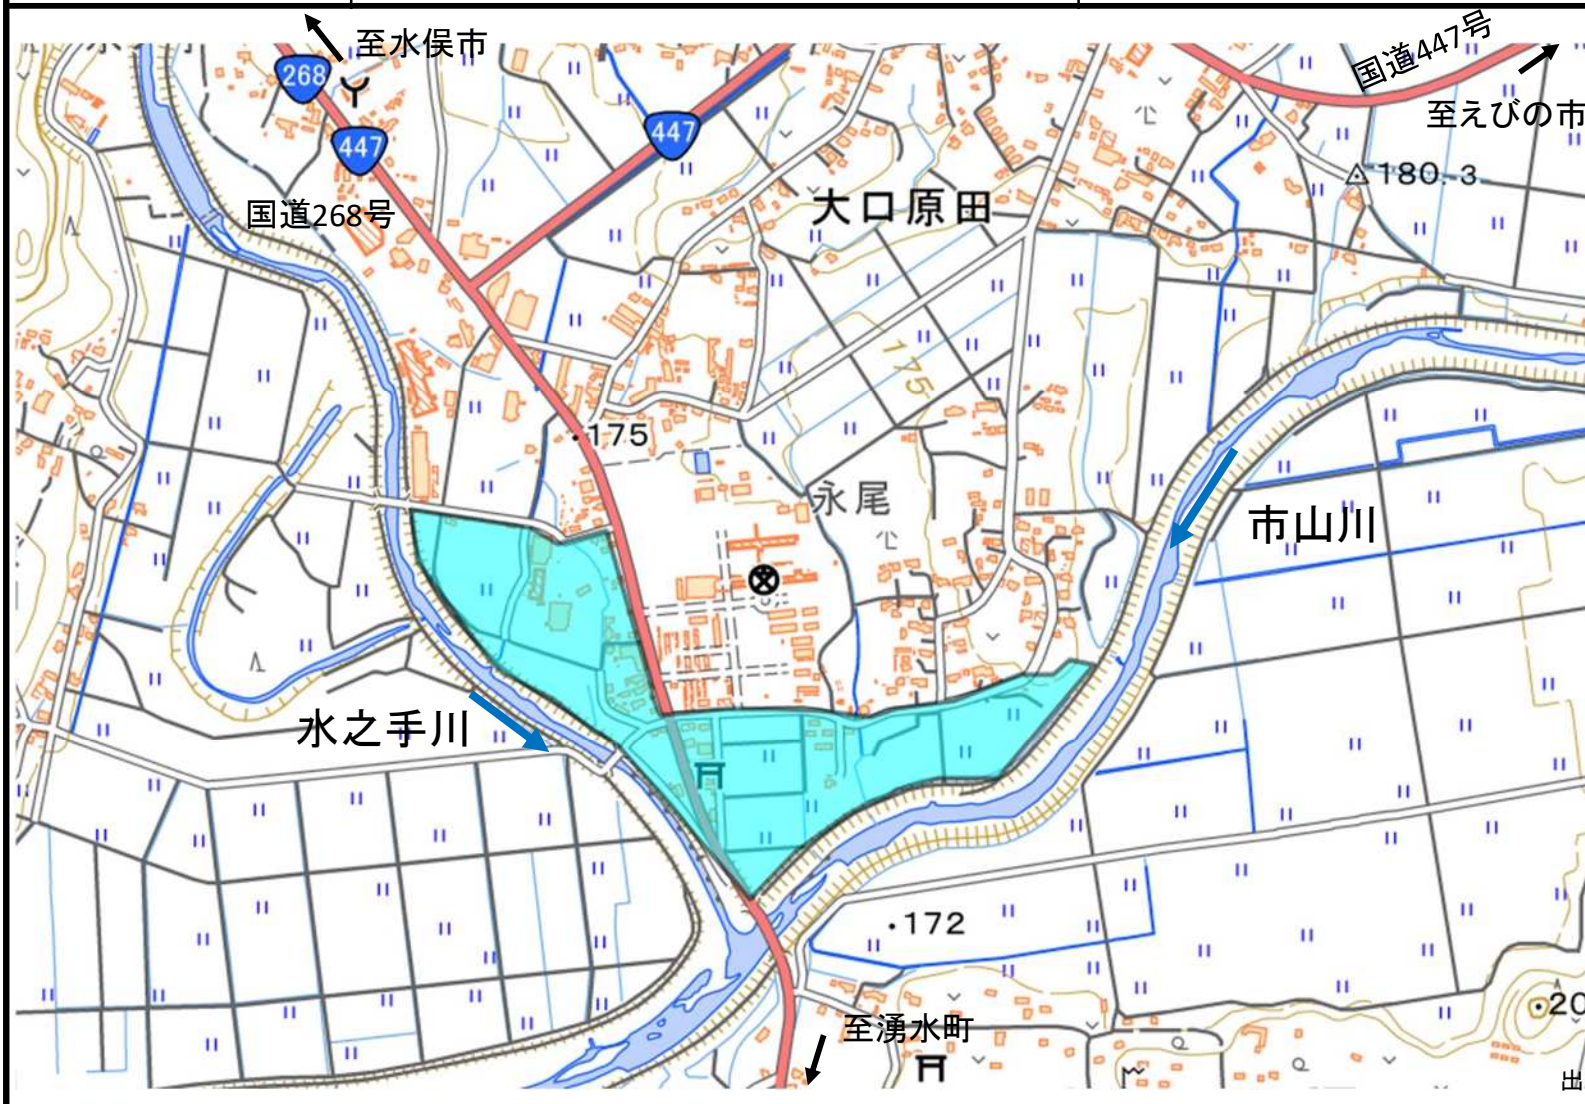 至水俣市
国道447号
268
447
447
至えびの市
180.3
国道268号
大口原田
175
175
永尾
市山川
水之手川
172
至湧水町
20
出